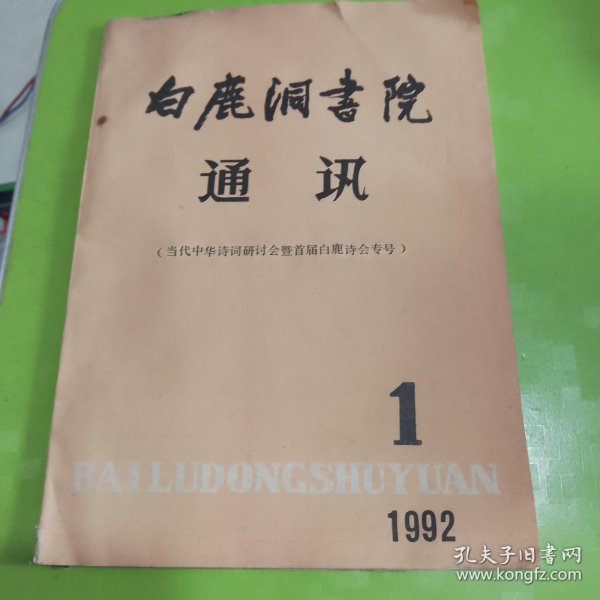 白鹿洞書院
通讯
（当代中华诗词研讨会暨首届白鹿诗会专号）
1
BAILUDONGSHUYUAN
1992
孔夫子旧书网
www.kongfz.com